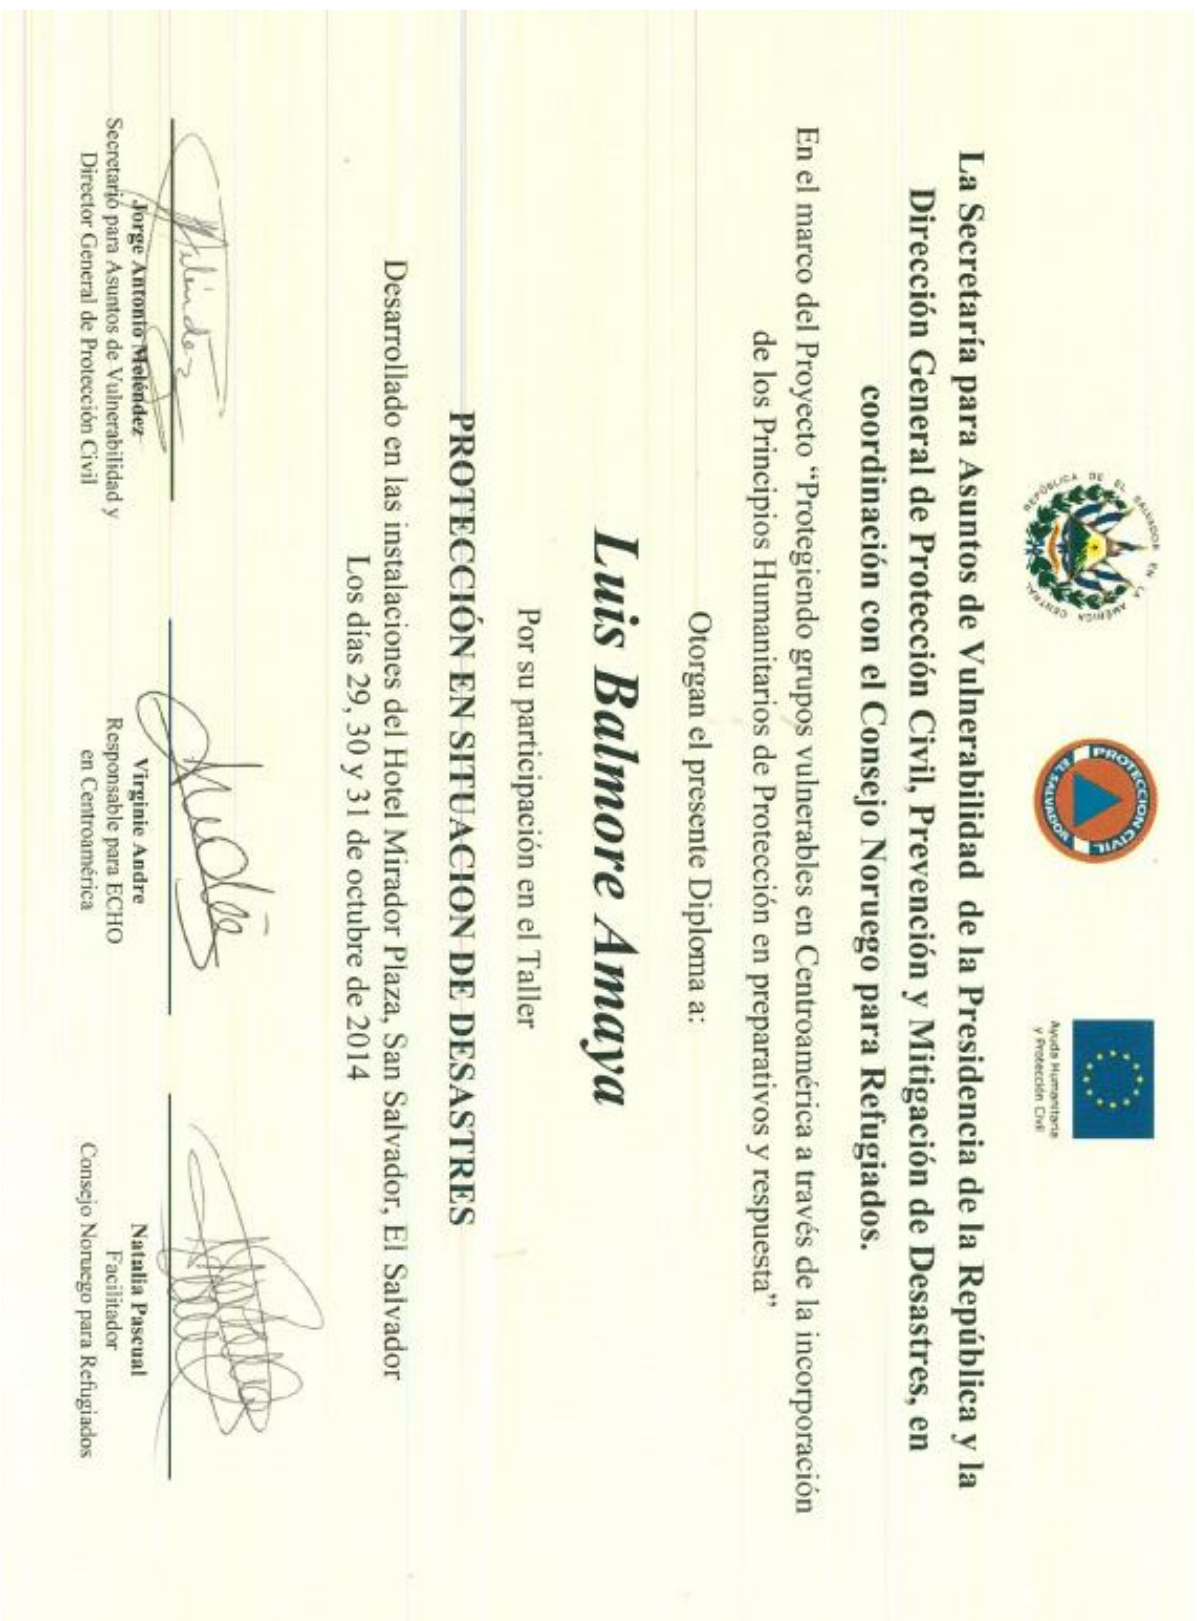 REPÚBLICA DE EL SALVADOR EN LA AMÉRICA CENTRAL
PROTECCION CIVIL
EL SALVADOR
Ayuda Humanitaria
y Protección Civil
La Secretaría para Asuntos de Vulnerabilidad de la Presidencia de la República y la
Dirección General de Protección Civil, Prevención y Mitigación de Desastres, en
coordinación con el Consejo Noruego para Refugiados.
En el marco del Proyecto “Protegiendo grupos vulnerables en Centroamérica a través de la incorporación
de los Principios Humanitarios de Protección en preparativos y respuesta”
Otorgan el presente Diploma a:
Luis Balmore Amaya
Por su participación en el Taller
PROTECCIÓN EN SITUACION DE DESASTRES
Desarrollado en las instalaciones del Hotel Mirador Plaza, San Salvador, El Salvador
Los días 29, 30 y 31 de octubre de 2014
Jorge Antonio Meléndez
Secretario para Asuntos de Vulnerabilidad y
Director General de Protección Civil
Virginie Andre
Responsable para ECHO
en Centroamérica
Natalia Pascual
Facilitador
Consejo Noruego para Refugiados